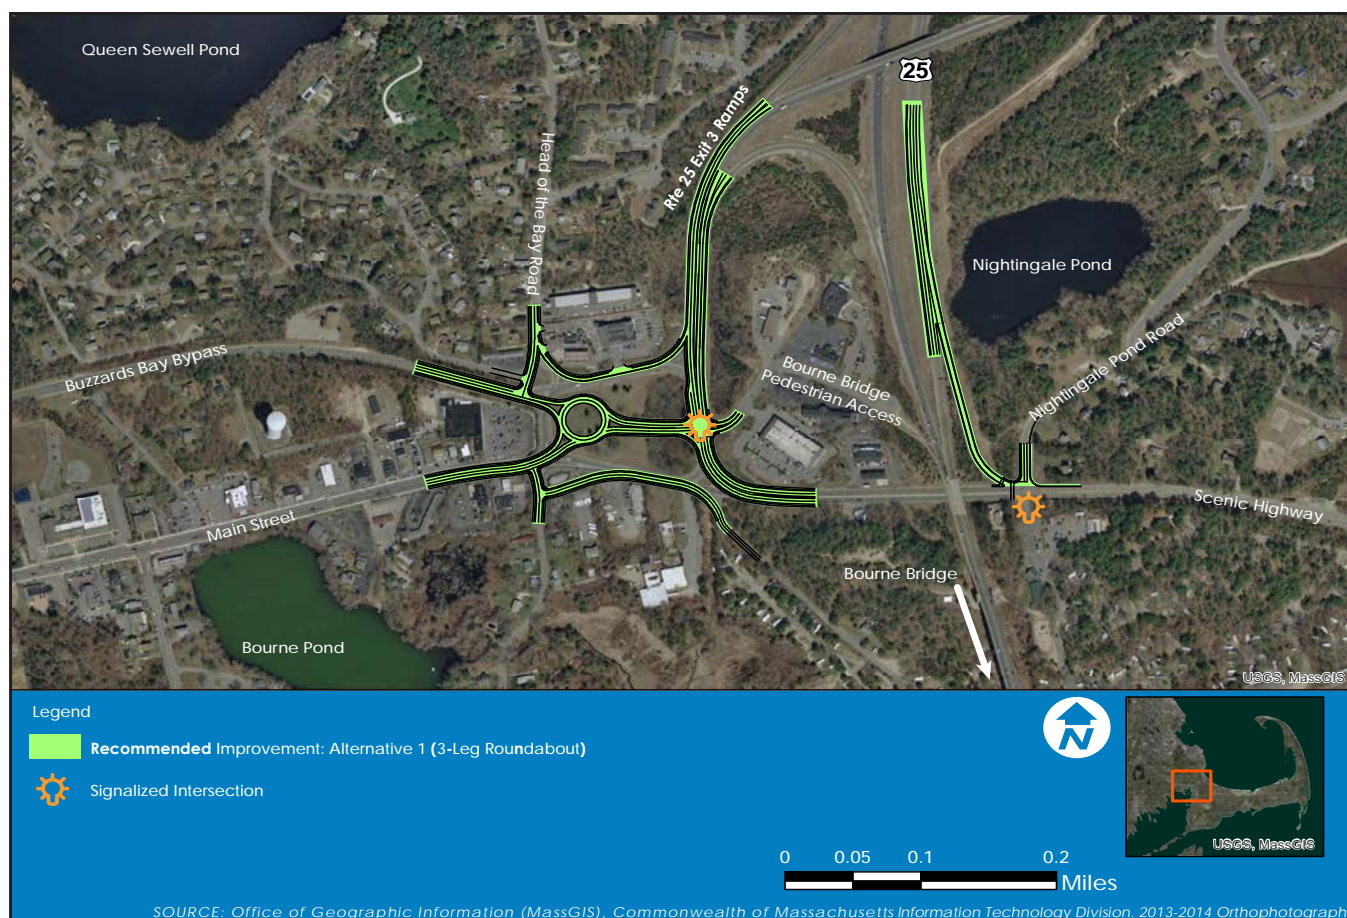 Queen Sewell Pond
25
Rte 25 Exit 3 Ramps
Head of the Bay Road
Nightingale Pond
Buzzards Bay Bypass
Nightingale Pond Road
Bourne Bridge
Pedestrian Access
Scenic Highway
Main Street
Bourne Bridge
Bourne Pond
USGS, MassGIS
Legend
Recommended Improvement: Alternative 1 (3-Leg Roundabout)
Signalized Intersection
N
USGS, MassGIS
0 0.05 0.1 0.2
Miles
SOURCE: Office of Geographic Information (MassGIS), Commonwealth of Massachusetts Information Technology Division. 2013-2014 Orthophotograph